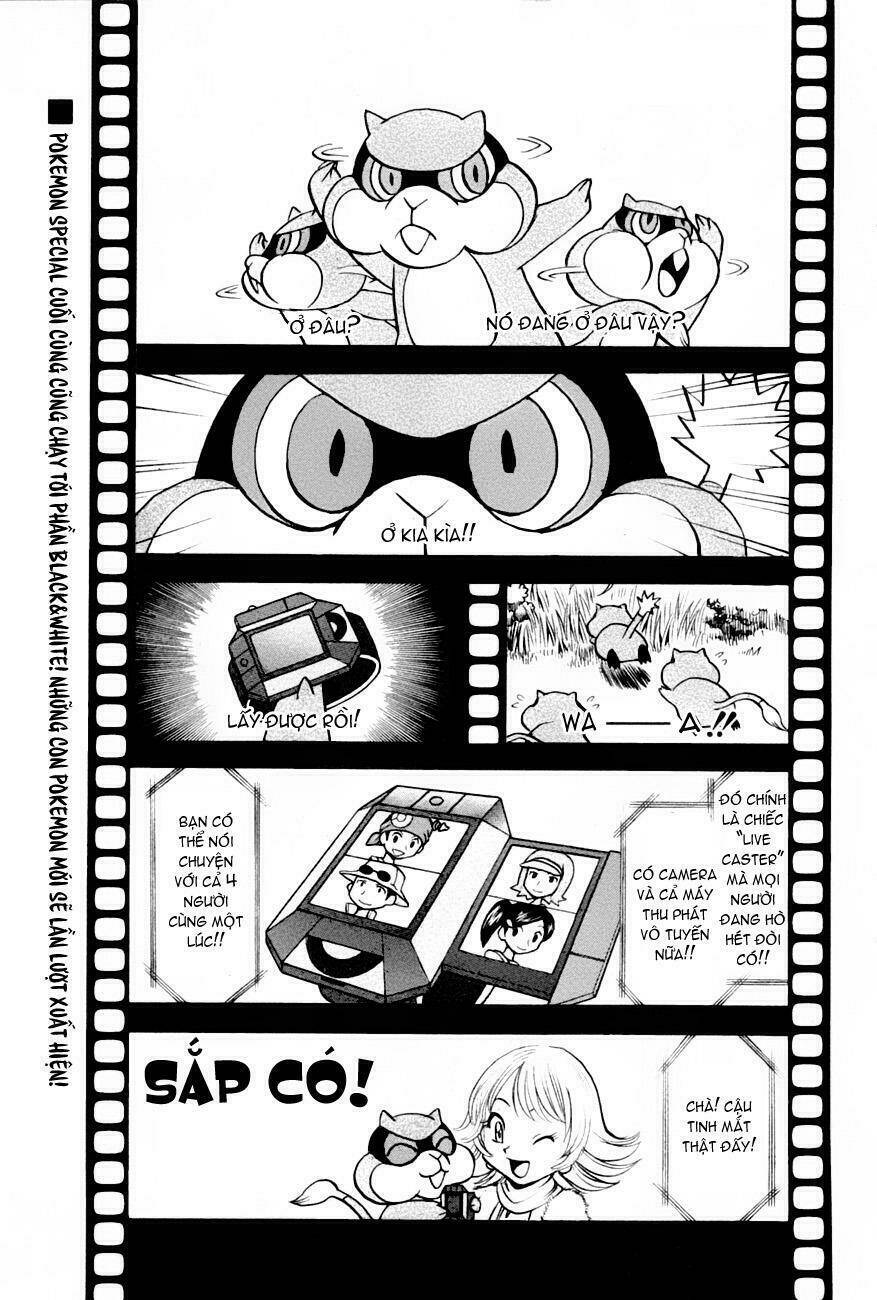 POKEMON SPECIAL CUỐI CÙNG CŨNG CHẠY TỚI PHẦN BLACK&WHITE! NHỮNG CON POKEMON MỚI SẼ LẦN LƯỢT XUẤT HIỆN!
NÓ ĐANG Ở ĐÂU VẬY?
Ở ĐÂU?
Ở KIA KÌA!!
WA — Ạ-!!
LẤY ĐƯỢC RỒI!
ĐÓ CHÍNH
LÀ CHIẾC
"LIVE
CASTER"
MÀ MỌI
NGƯỜI
ĐANG HÒ
HÉT ĐÒI
CÓ!!
CÓ CAMERA
VÀ CẢ MÁY
THU PHÁT
VÔ TUYẾN
NỮA!!
BẠN CÓ
THỂ NÓI
CHUYỆN
VỚI CẢ 4
NGƯỜI
CÙNG MỘT
LÚC!!
CHÀ! CẬU
TINH MẮT
THẬT ĐẤY!
SẮP CÓ!